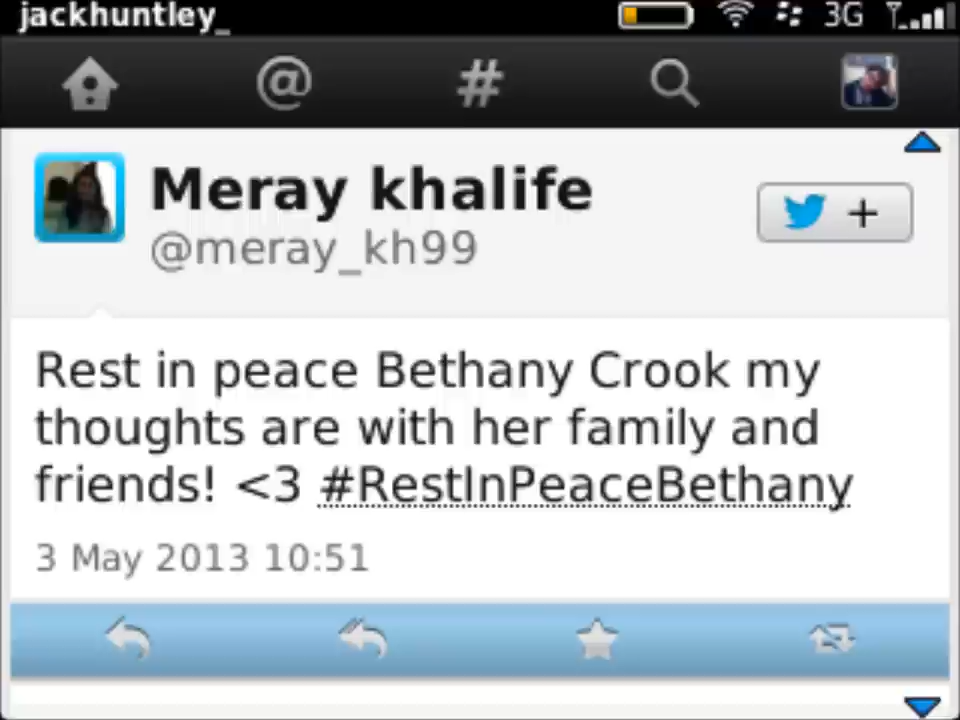 jackhuntley_
3G
@
#
Meray khalife
@meray_kh99
+
Rest in peace Bethany Crook my
thoughts are with her family and
friends! <3 #RestInPeaceBethany
3 May 2013 10:51